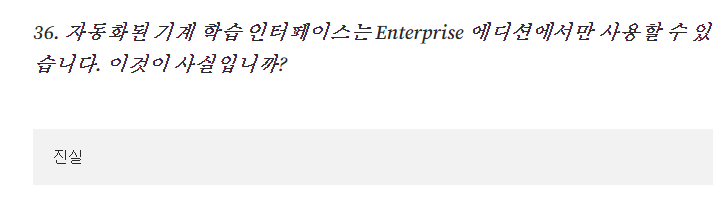 36. 자동화된 기계 학습 인터페이스는 Enterprise 에디션에서만 사용할 수 있
습니다. 이것이 사실입니까?
진실